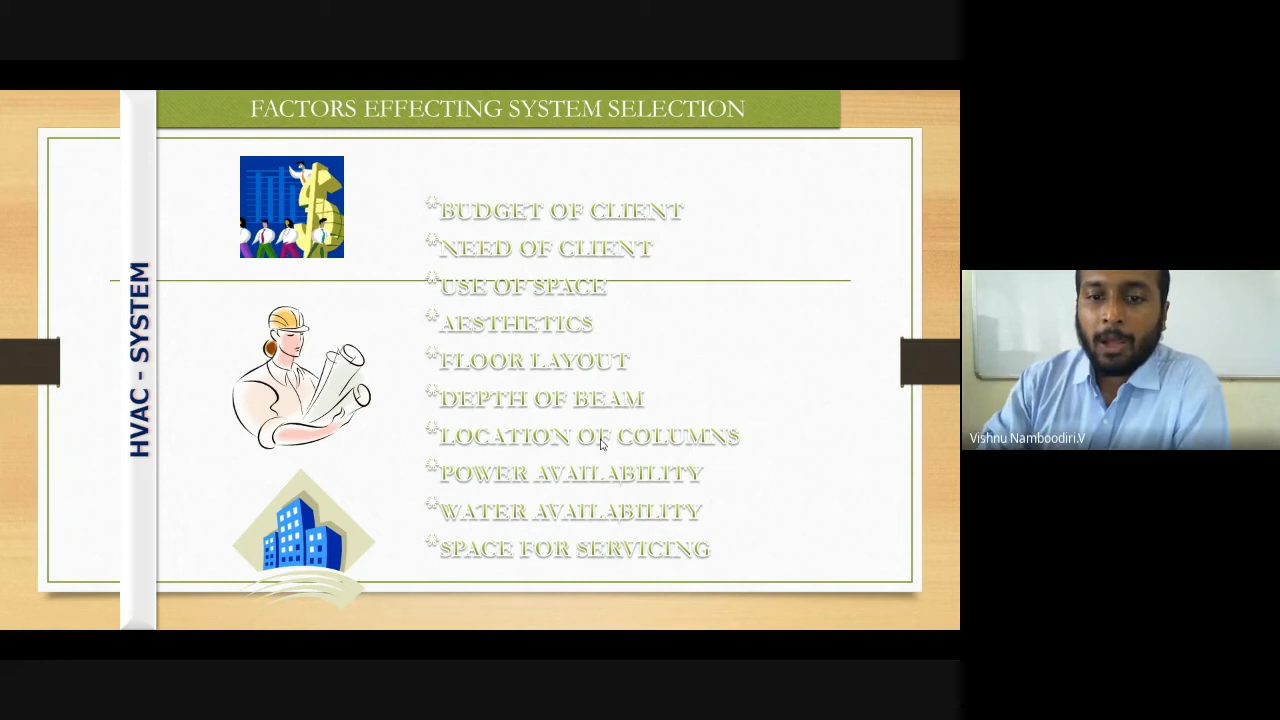 FACTORS EFFECTING SYSTEM SELECTION
HVAC - SYSTEM
*BUDGET OF CLIENT
*NEED OF CLIENT
*USE OF SPACE
*AESTHETICS
*FLOOR LAYOUT
*DEPTH OF BEAM
*LOCATION OF COLUMNS
*POWER AVAILABILITY
*WATER AVAILABILITY
*SPACE FOR SERVICING
Vishnu Namboodiri.V